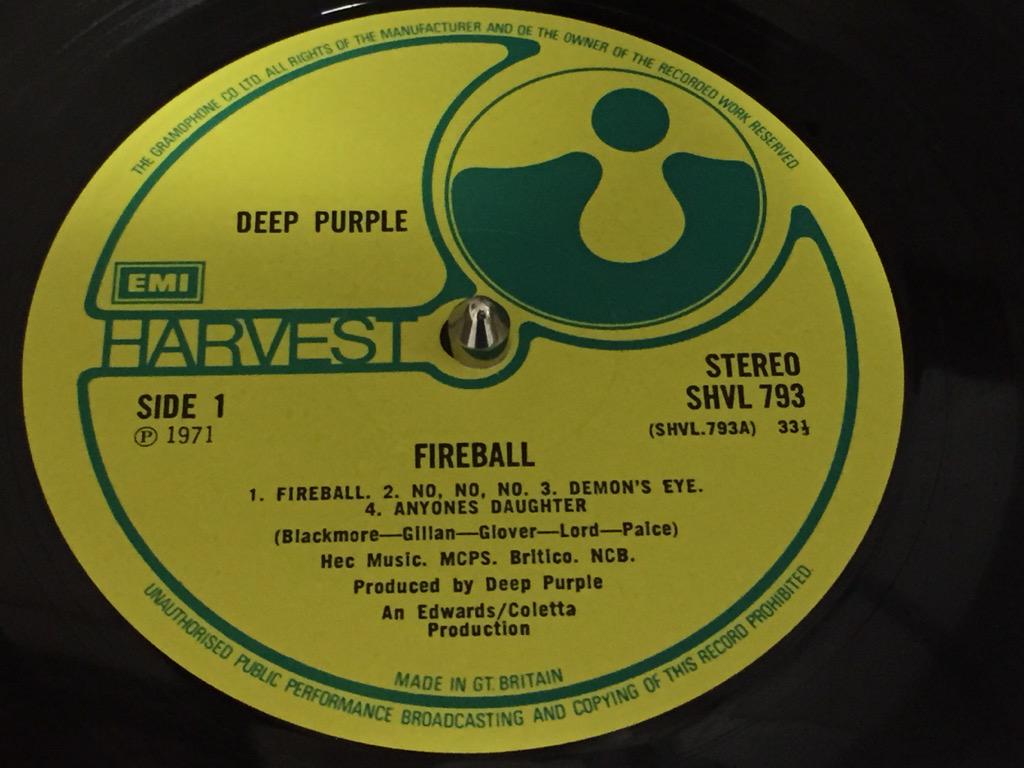 THE GRAMOPHONE CO LTD. ALL RIGHTS OF THE MANUFACTURER AND OF THE OWNER OF THE RECORDED WORK RESERVED
DEEP PURPLE
EMI
HARVEST
STEREO
SHVL 793
(SHVL.793A) 33⅓
SIDE 1
Ⓟ 1971
FIREBALL
1. FIREBALL. 2. NO, NO, NO. 3. DEMON'S EYE.
4. ANYONES DAUGHTER
(Blackmore—Gillan—Glover—Lord—Paice)
Hec Music. MCPS. Britico. NCB.
Produced by Deep Purple
An Edwards/Coletta
Production
MADE IN GT. BRITAIN
UNAUTHORISED PUBLIC PERFORMANCE BROADCASTING AND COPYING OF THIS RECORD PROHIBITED.